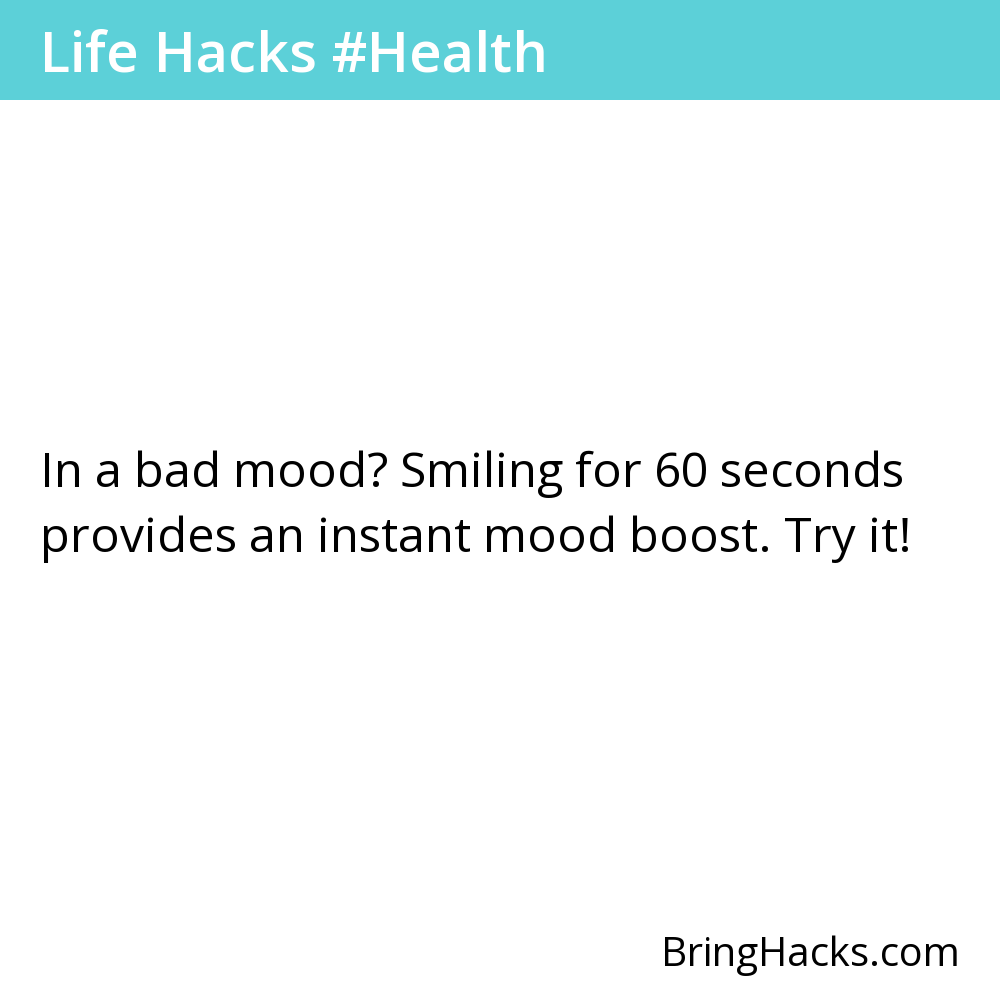 Life Hacks #Health
In a bad mood? Smiling for 60 seconds
provides an instant mood boost. Try it!
BringHacks.com